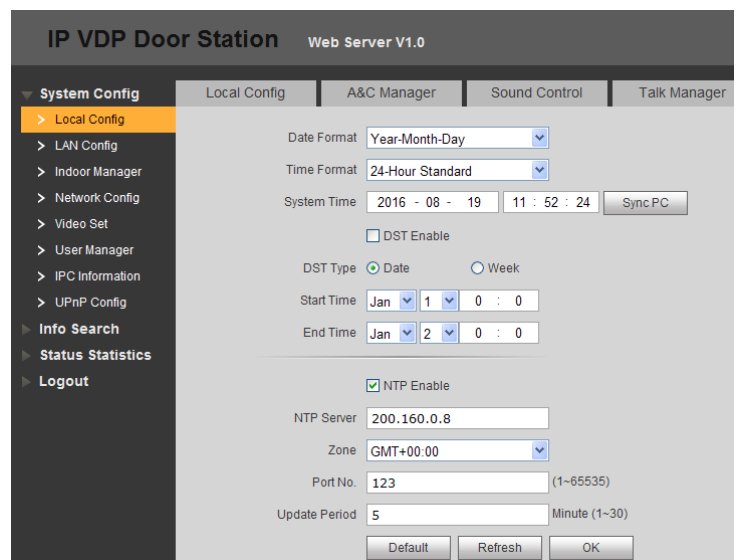 IP VDP Door Station Web Server V1.0
System Config
Local Config
LAN Config
Indoor Manager
Network Config
Video Set
User Manager
IPC Information
UPnP Config
Info Search
Status Statistics
Logout
Local Config A&C Manager Sound Control Talk Manager
Date Format Year-Month-Day
Time Format 24-Hour Standard
System Time 2016 - 08 - 19 11 : 52 : 24 Sync PC
DST Enable
DST Type Date Week
Start Time Jan 1 0 : 0
End Time Jan 2 0 : 0
NTP Enable
NTP Server 200.160.0.8
Zone GMT+00:00
Port No. 123 (1~65535)
Update Period 5 Minute (1~30)
Default Refresh OK